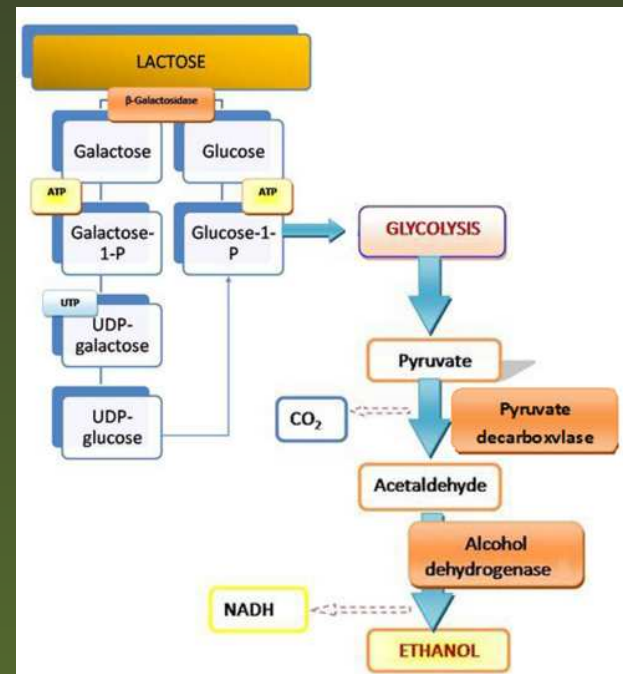 LACTOSE
β-Galactosidase
Galactose
Glucose
ATP
ATP
Galactose-
1-P
Glucose-1-
P
GLYCOLYSIS
UTP
UDP-
galactose
Pyruvate
UDP-
glucose
CO₂
Pyruvate
decarboxvlase
Acetaldehyde
Alcohol
dehydrogenase
NADH
ETHANOL